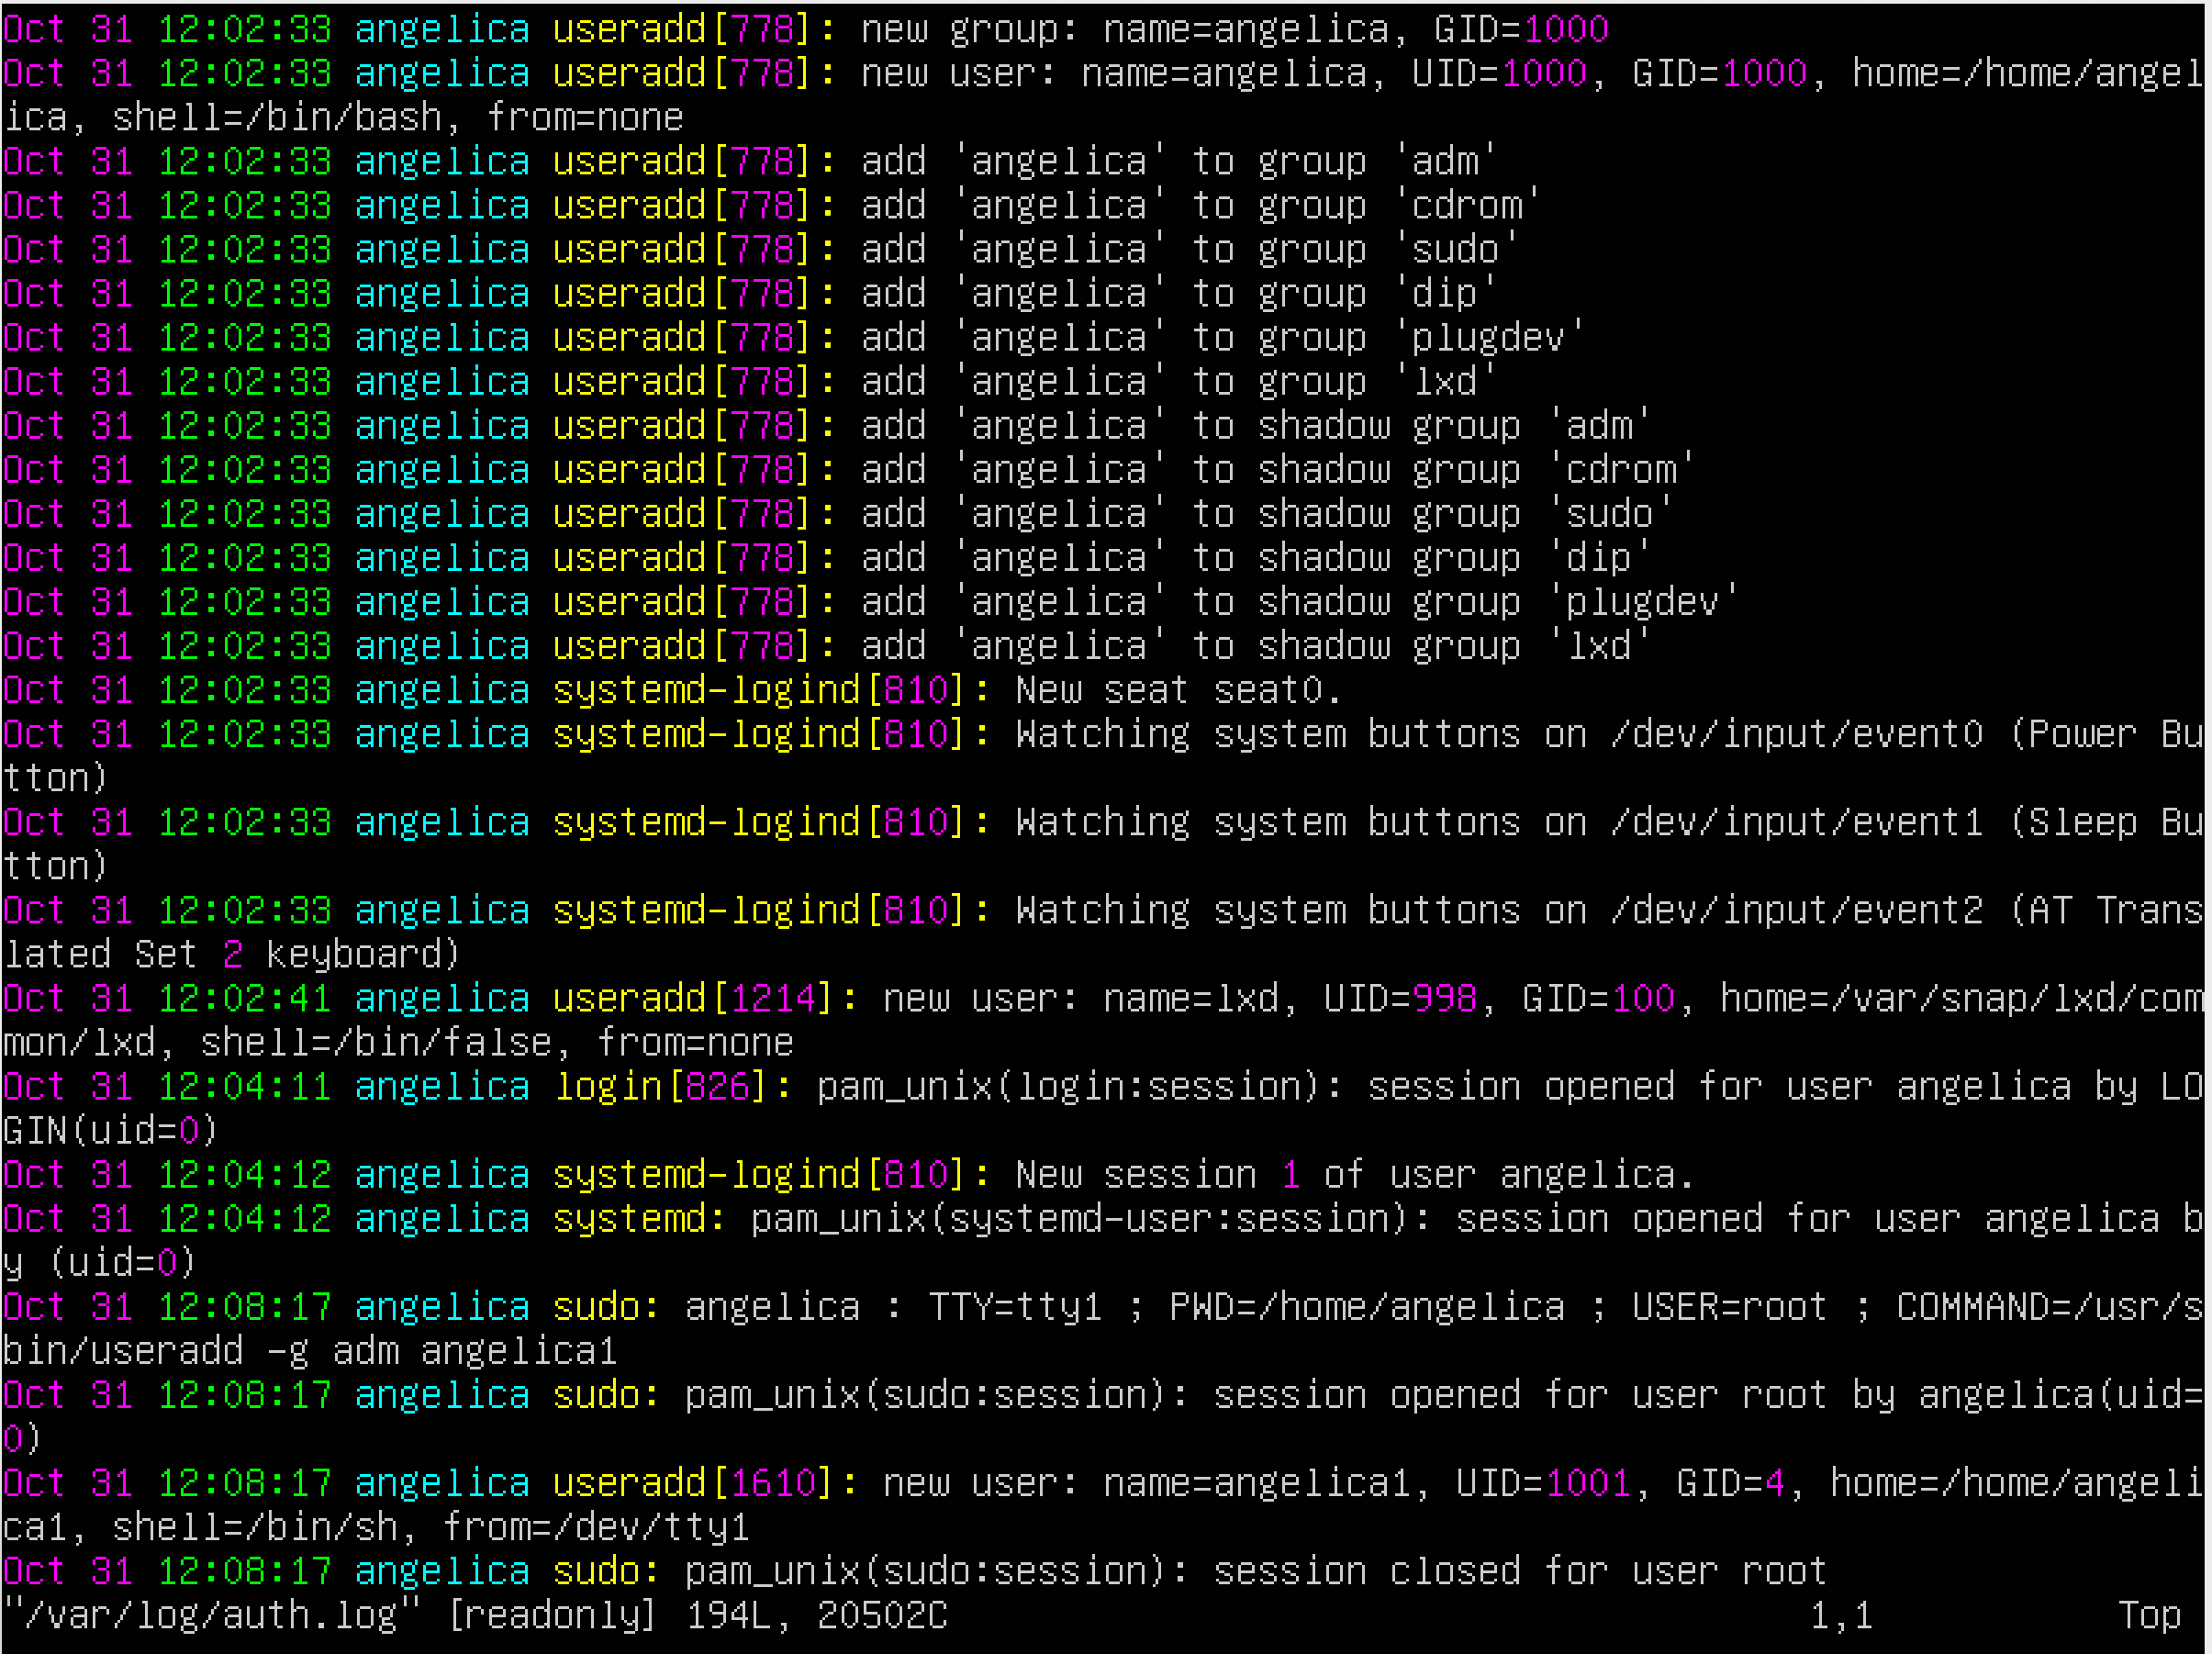 Oct 31 12:02:33 angelica useradd[778]: new group: name=angelica, GID=1000
Oct 31 12:02:33 angelica useradd[778]: new user: name=angelica, UID=1000, GID=1000, home=/home/angel
ica, shell=/bin/bash, from=none
Oct 31 12:02:33 angelica useradd[778]: add 'angelica' to group 'adm'
Oct 31 12:02:33 angelica useradd[778]: add 'angelica' to group 'cdrom'
Oct 31 12:02:33 angelica useradd[778]: add 'angelica' to group 'sudo'
Oct 31 12:02:33 angelica useradd[778]: add 'angelica' to group 'dip'
Oct 31 12:02:33 angelica useradd[778]: add 'angelica' to group 'plugdev'
Oct 31 12:02:33 angelica useradd[778]: add 'angelica' to group 'lxd'
Oct 31 12:02:33 angelica useradd[778]: add 'angelica' to shadow group 'adm'
Oct 31 12:02:33 angelica useradd[778]: add 'angelica' to shadow group 'cdrom'
Oct 31 12:02:33 angelica useradd[778]: add 'angelica' to shadow group 'sudo'
Oct 31 12:02:33 angelica useradd[778]: add 'angelica' to shadow group 'dip'
Oct 31 12:02:33 angelica useradd[778]: add 'angelica' to shadow group 'plugdev'
Oct 31 12:02:33 angelica useradd[778]: add 'angelica' to shadow group 'lxd'
Oct 31 12:02:33 angelica systemd-logind[810]: New seat seat0.
Oct 31 12:02:33 angelica systemd-logind[810]: Watching system buttons on /dev/input/event0 (Power Bu
tton)
Oct 31 12:02:33 angelica systemd-logind[810]: Watching system buttons on /dev/input/event1 (Sleep Bu
tton)
Oct 31 12:02:33 angelica systemd-logind[810]: Watching system buttons on /dev/input/event2 (AT Trans
lated Set 2 keyboard)
Oct 31 12:02:41 angelica useradd[1214]: new user: name=lxd, UID=998, GID=100, home=/var/snap/lxd/com
mon/lxd, shell=/bin/false, from=none
Oct 31 12:04:11 angelica login[826]: pam_unix(login:session): session opened for user angelica by LO
GIN(uid=0)
Oct 31 12:04:12 angelica systemd-logind[810]: New session 1 of user angelica.
Oct 31 12:04:12 angelica systemd: pam_unix(systemd-user:session): session opened for user angelica b
y (uid=0)
Oct 31 12:08:17 angelica sudo: angelica : TTY=tty1 ; PWD=/home/angelica ; USER=root ; COMMAND=/usr/s
bin/useradd -g adm angelica1
Oct 31 12:08:17 angelica sudo: pam_unix(sudo:session): session opened for user root by angelica(uid=
0)
Oct 31 12:08:17 angelica useradd[1610]: new user: name=angelica1, UID=1001, GID=4, home=/home/angeli
ca1, shell=/bin/sh, from=/dev/tty1
Oct 31 12:08:17 angelica sudo: pam_unix(sudo:session): session closed for user root
"/var/log/auth.log" [readonly] 194L, 20502C 1,1 Top